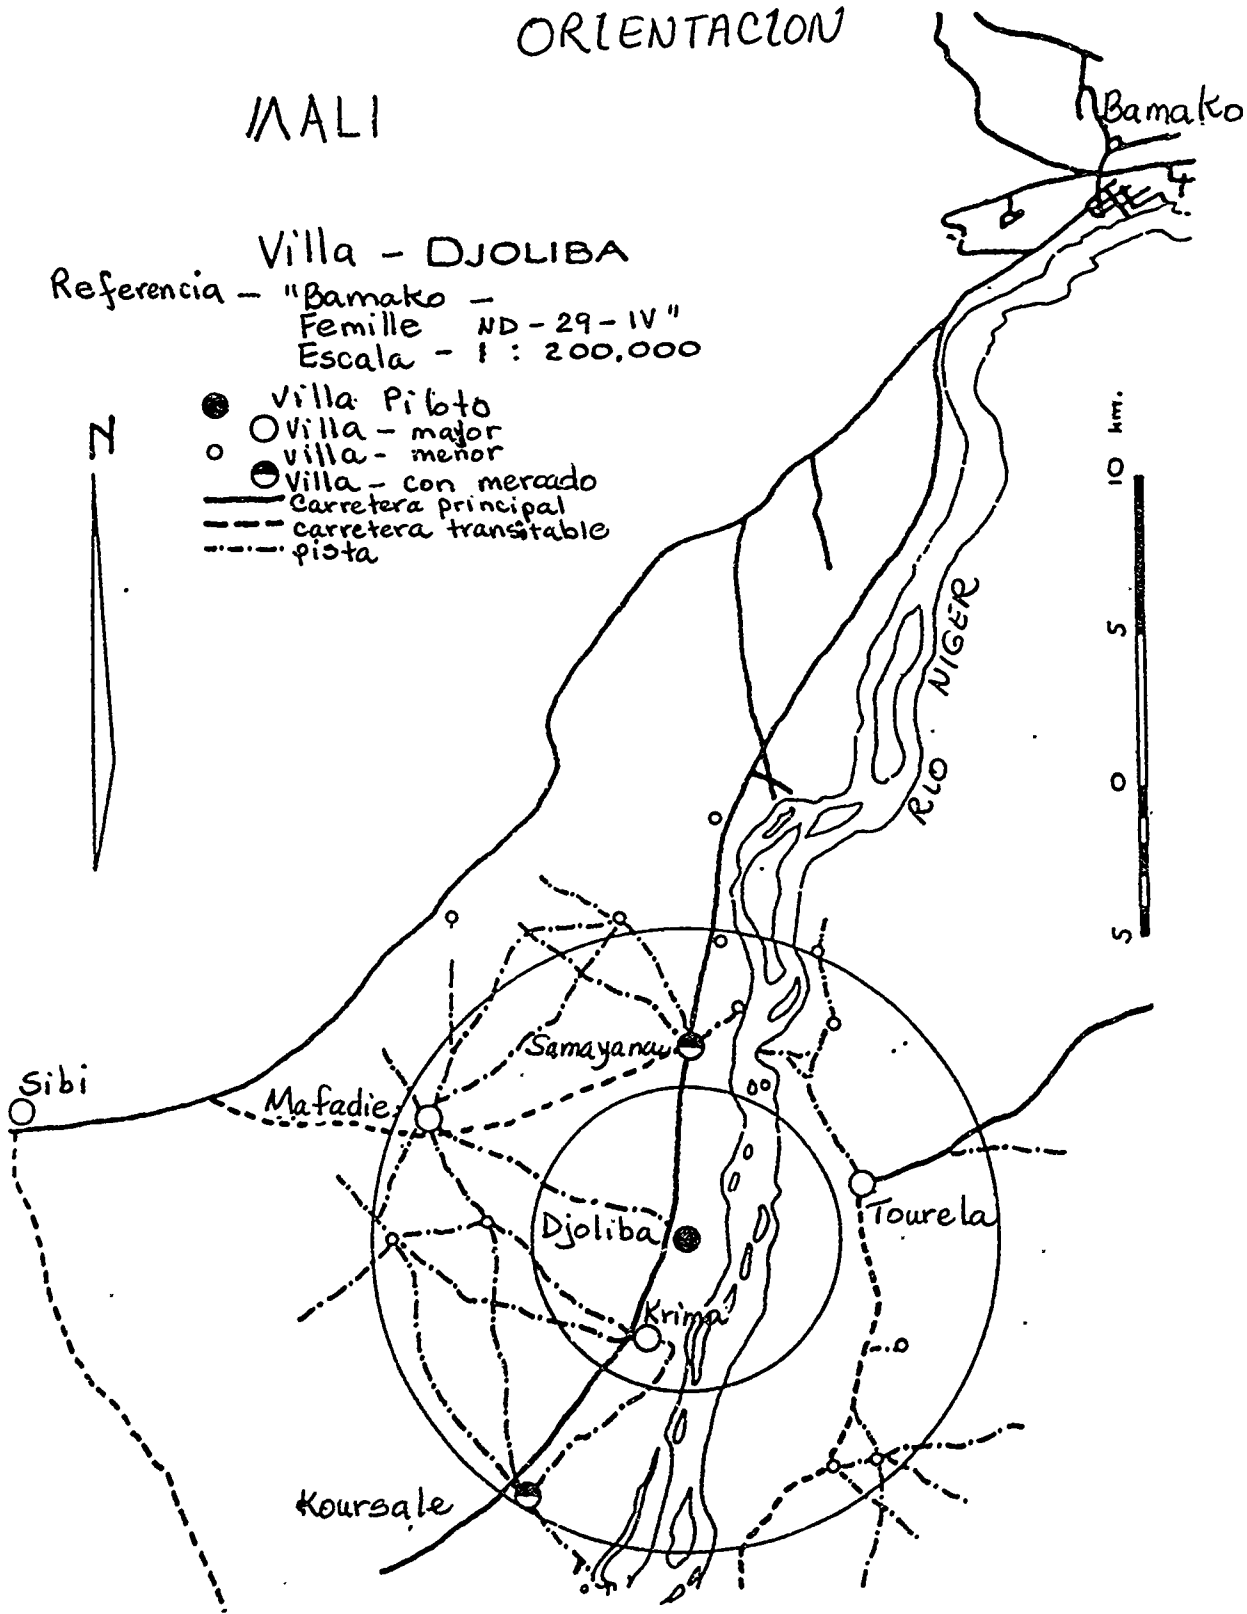 ORIENTACION
MALI
Bamako
Villa - DJOLIBA
Referencia - "Bamako -
Femille ND-29-IV"
Escala - 1 : 200.000
Villa Piloto
Villa - mayor
villa - menor
Villa - con mercado
Carretera principal
carretera transitable
pista
N
10 km.
5
0
5
RIO NIGER
Samayana
Sibi
Mafadie
Djoliba
Tourela
Krima
Koursale